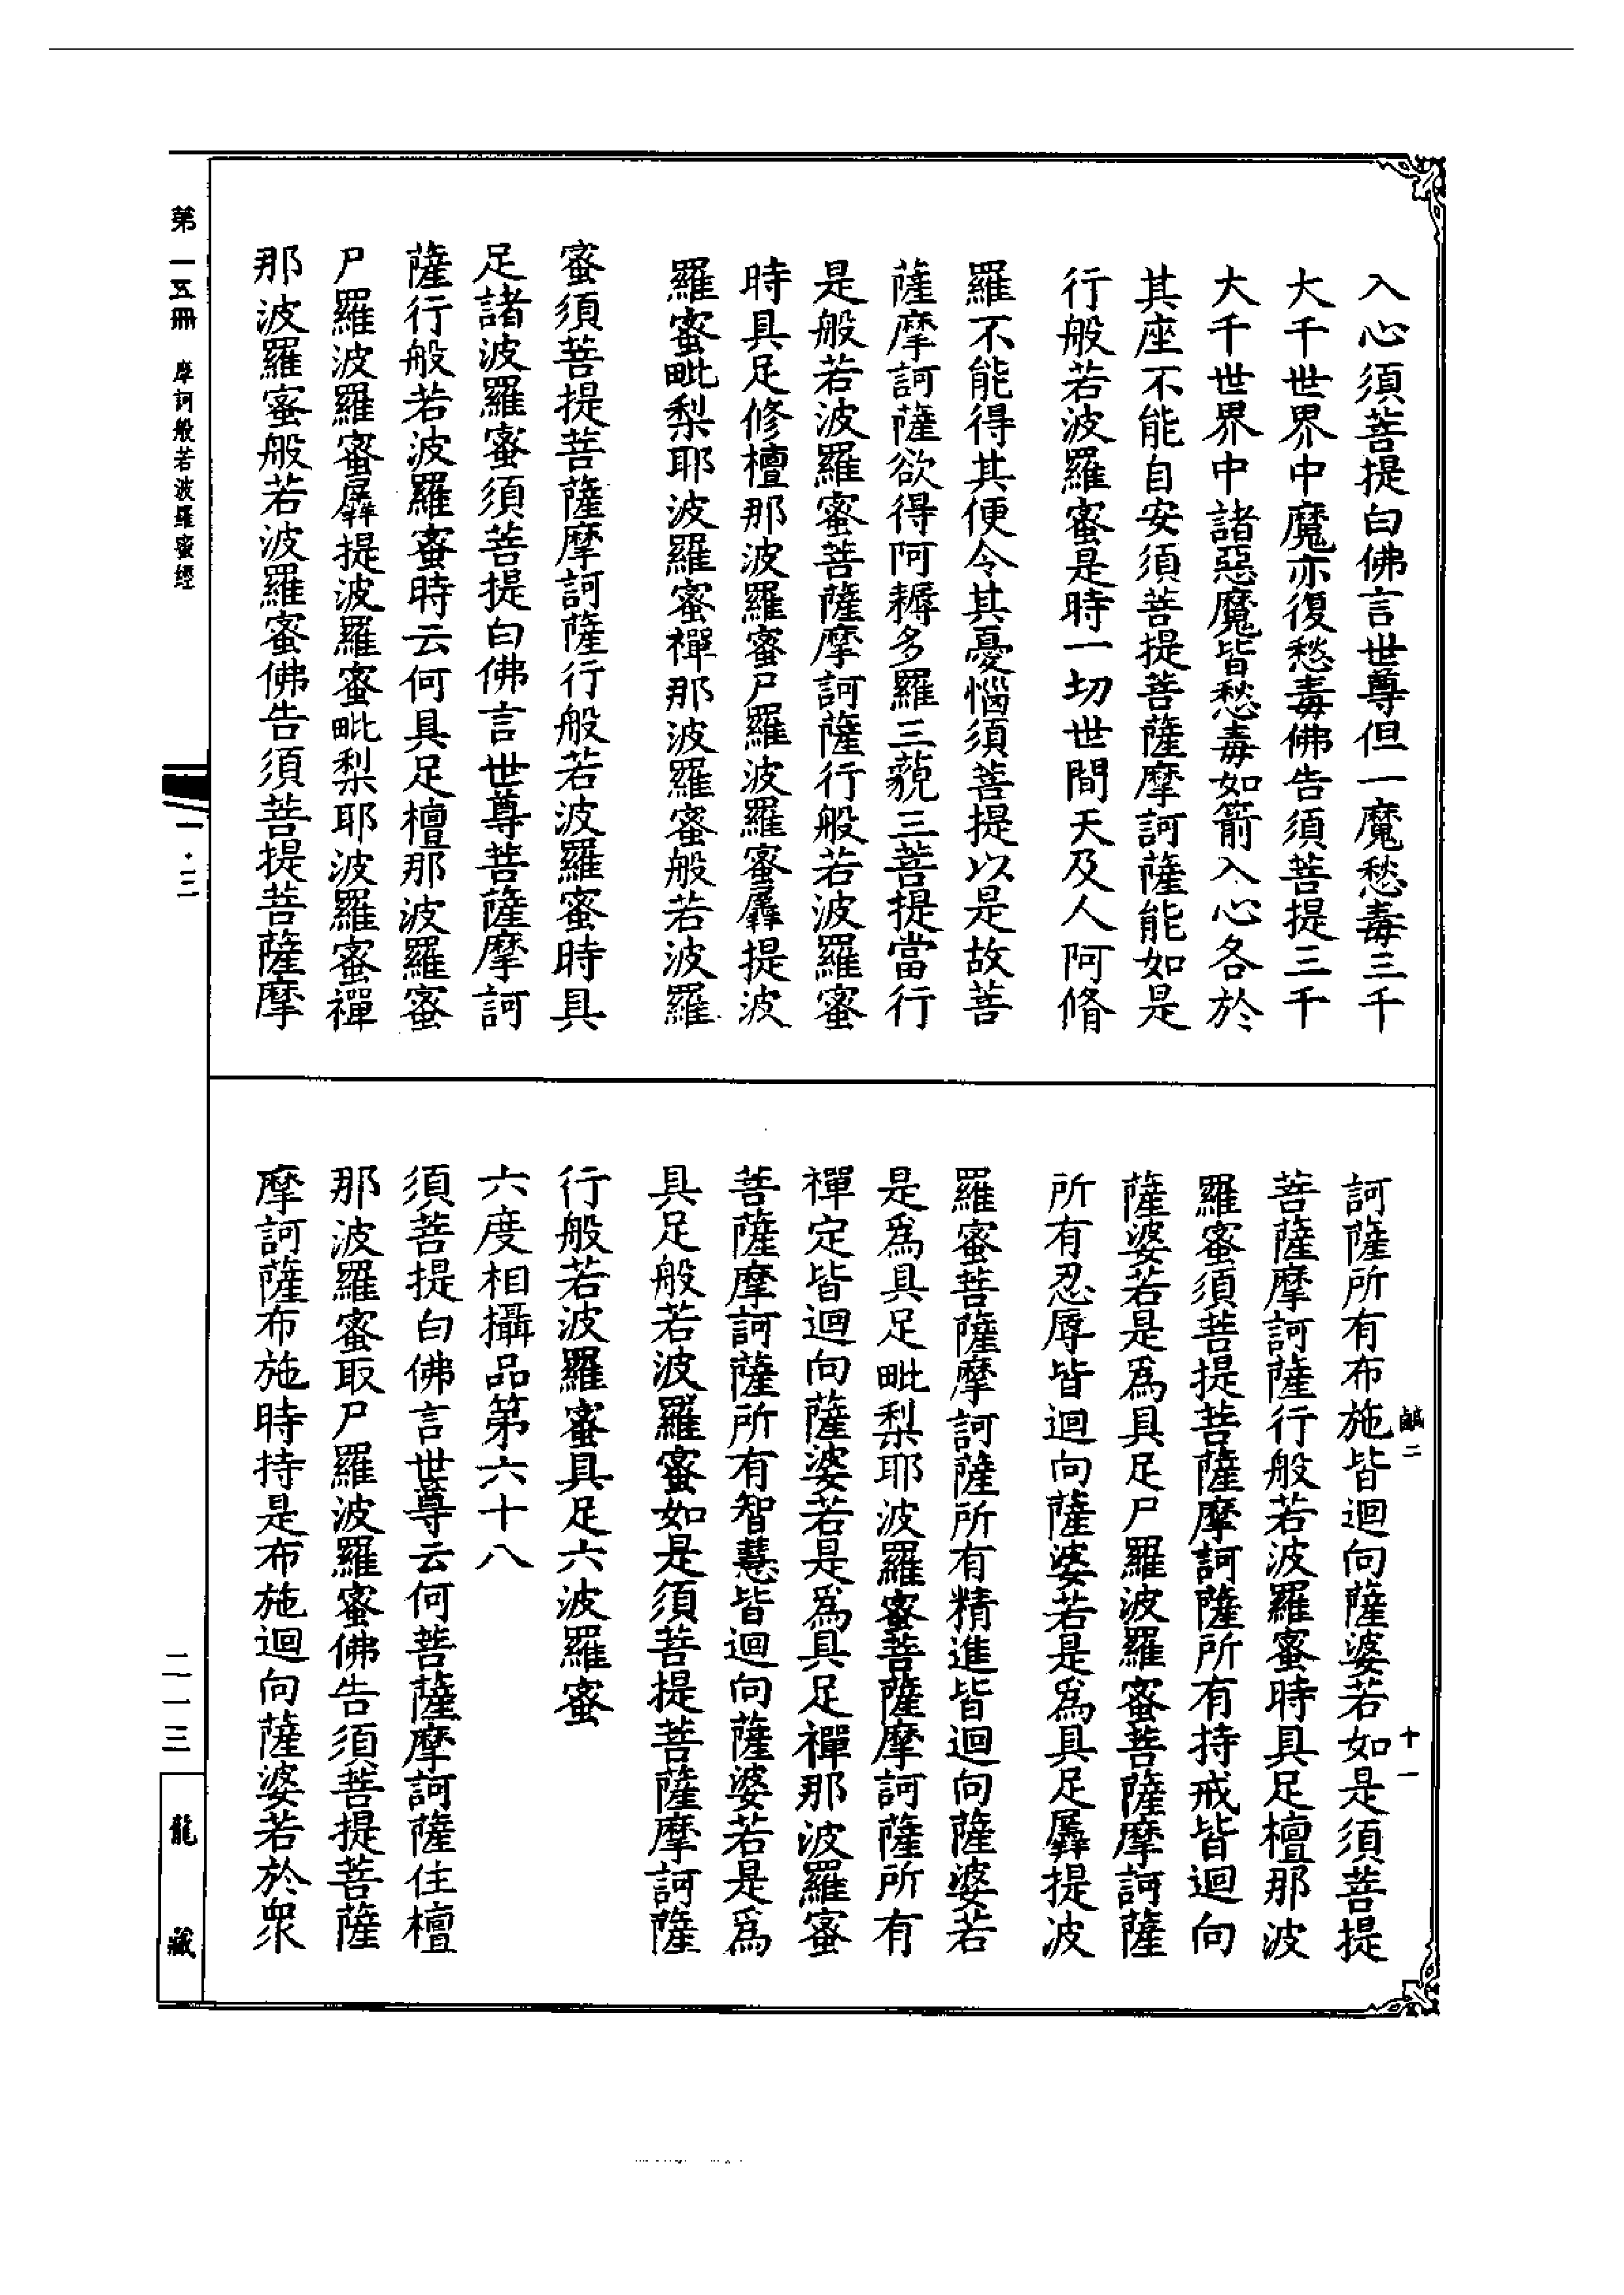 入心須菩提白佛言世尊但一魔愁毒三千
大千世界中魔亦復愁毒佛告須菩提三千
大千世界中諸惡魔皆愁毒如箭入心各於
其座不能自安須菩提菩薩摩訶薩能如是
行般若波羅蜜是時一切世間天及人阿脩
羅不能得其便令其憂惱須菩提以是故菩
薩摩訶薩欲得阿耨多羅三藐三菩提當行
是般若波羅蜜菩薩摩訶薩行般若波羅蜜
時具足修檀那波羅蜜尸羅波羅蜜羼提波
羅蜜毗梨耶波羅蜜禪那波羅蜜般若波羅
蜜須菩提菩薩摩訶薩行般若波羅蜜時具
足諸波羅蜜須菩提白佛言世尊菩薩摩訶
薩行般若波羅蜜時云何具足檀那波羅蜜
尸羅波羅蜜羼提波羅蜜毗梨耶波羅蜜禪
那波羅蜜般若波羅蜜佛告須菩提菩薩摩
訶薩所有布施皆迴向薩婆若如是須菩提
菩薩摩訶薩行般若波羅蜜時具足檀那波
羅蜜須菩提菩薩摩訶薩所有持戒皆迴向
薩婆若是為具足尸羅波羅蜜菩薩摩訶薩
所有忍辱皆迴向薩婆若是為具足羼提波
羅蜜菩薩摩訶薩所有精進皆迴向薩婆若
是為具足毗梨耶波羅蜜菩薩摩訶薩所有
禪定皆迴向薩婆若是為具足禪那波羅蜜
菩薩摩訶薩所有智慧皆迴向薩婆若是為
具足般若波羅蜜如是須菩提菩薩摩訶薩
行般若波羅蜜具足六波羅蜜
六度相攝品第六十八
須菩提白佛言世尊云何菩薩摩訶薩住檀
那波羅蜜取尸羅波羅蜜佛告須菩提菩薩
摩訶薩布施時持是布施迴向薩婆若於眾
鹹二 十一
第一五冊 摩訶般若波羅蜜經
一·三
二一三
龍藏